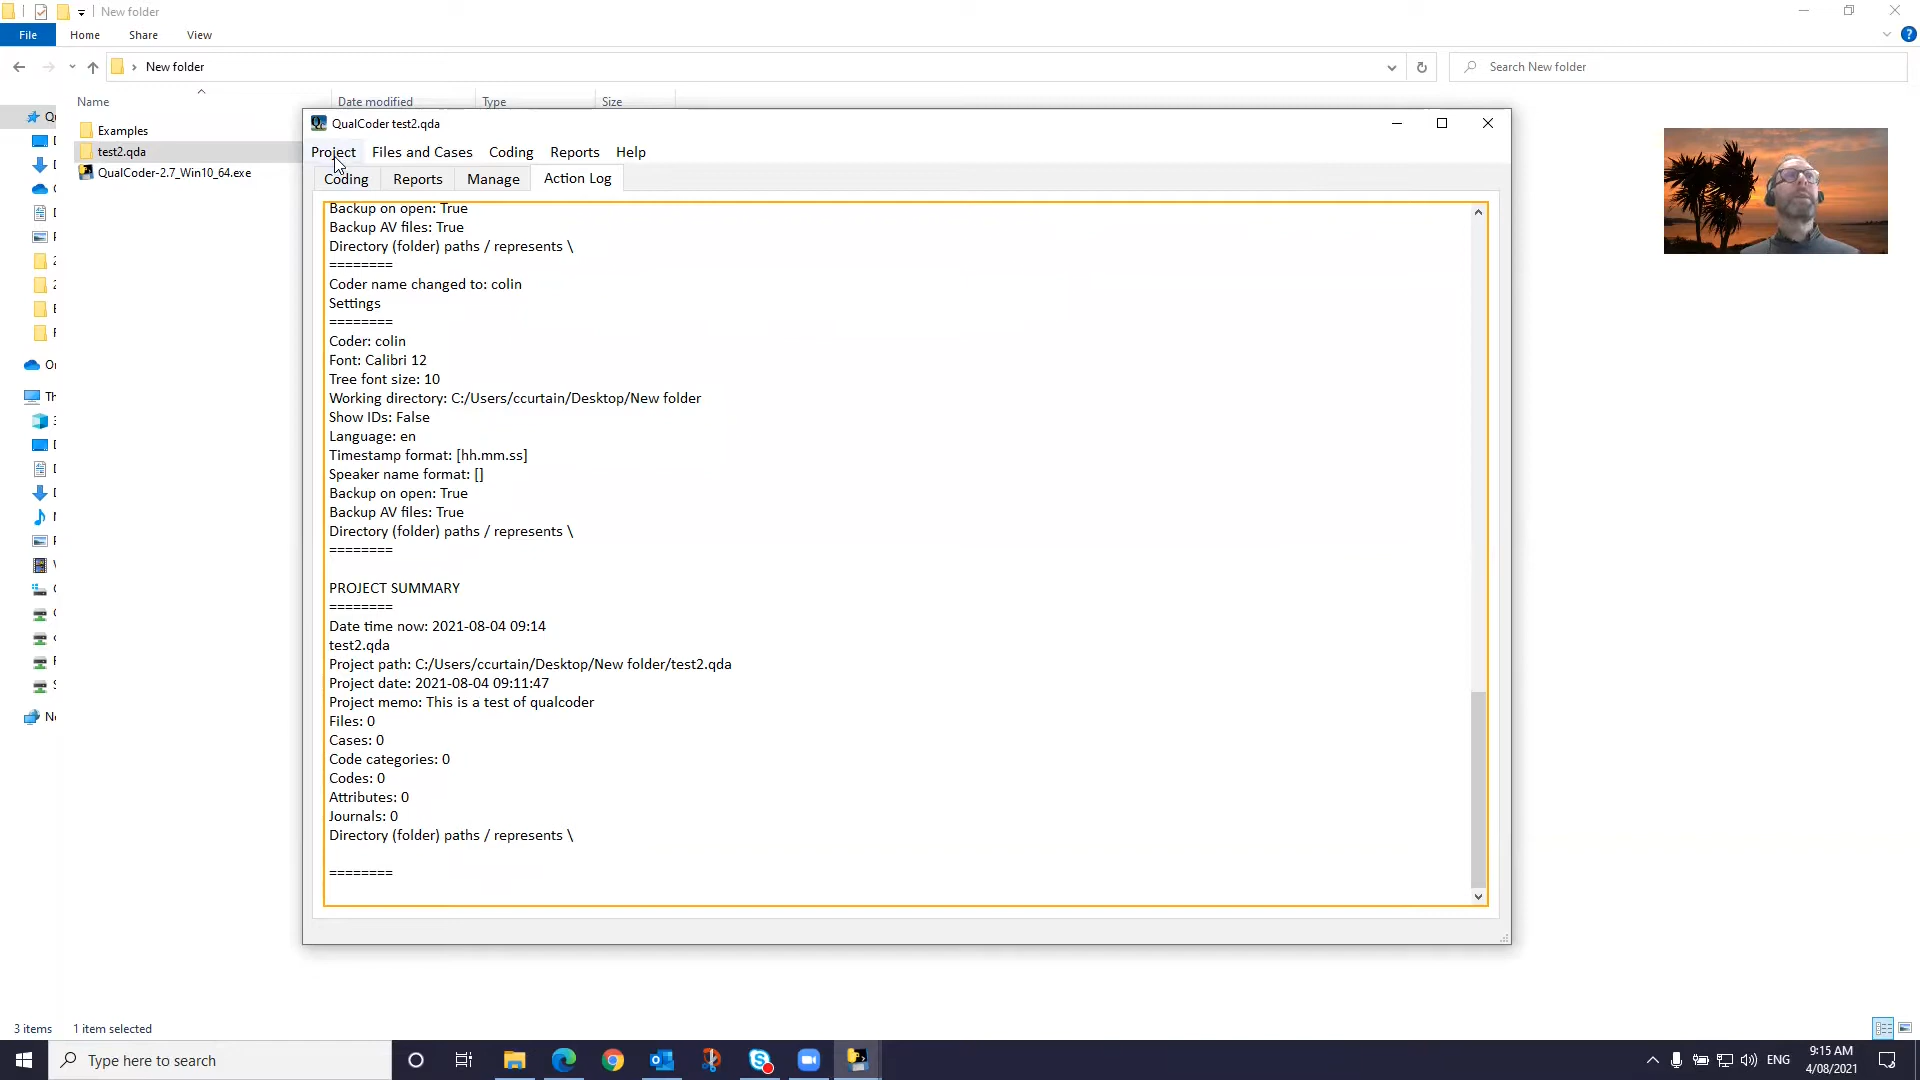 New folder
File Home Share View
New folder
Search New folder
Name Date modified Type Size
Examples
test2.qda
QualCoder-2.7_Win10_64.exe
QualCoder test2.qda
Project Files and Cases Coding Reports Help
Coding Reports Manage Action Log
Backup on open: True
Backup AV files: True
Directory (folder) paths / represents \
========
Coder name changed to: colin
Settings
========
Coder: colin
Font: Calibri 12
Tree font size: 10
Working directory: C:/Users/ccurtain/Desktop/New folder
Show IDs: False
Language: en
Timestamp format: [hh.mm.ss]
Speaker name format: []
Backup on open: True
Backup AV files: True
Directory (folder) paths / represents \
========
PROJECT SUMMARY
========
Date time now: 2021-08-04 09:14
test2.qda
Project path: C:/Users/ccurtain/Desktop/New folder/test2.qda
Project date: 2021-08-04 09:11:47
Project memo: This is a test of qualcoder
Files: 0
Cases: 0
Code categories: 0
Codes: 0
Attributes: 0
Journals: 0
Directory (folder) paths / represents \
========
3 items 1 item selected
Type here to search
ENG
9:15 AM
4/08/2021